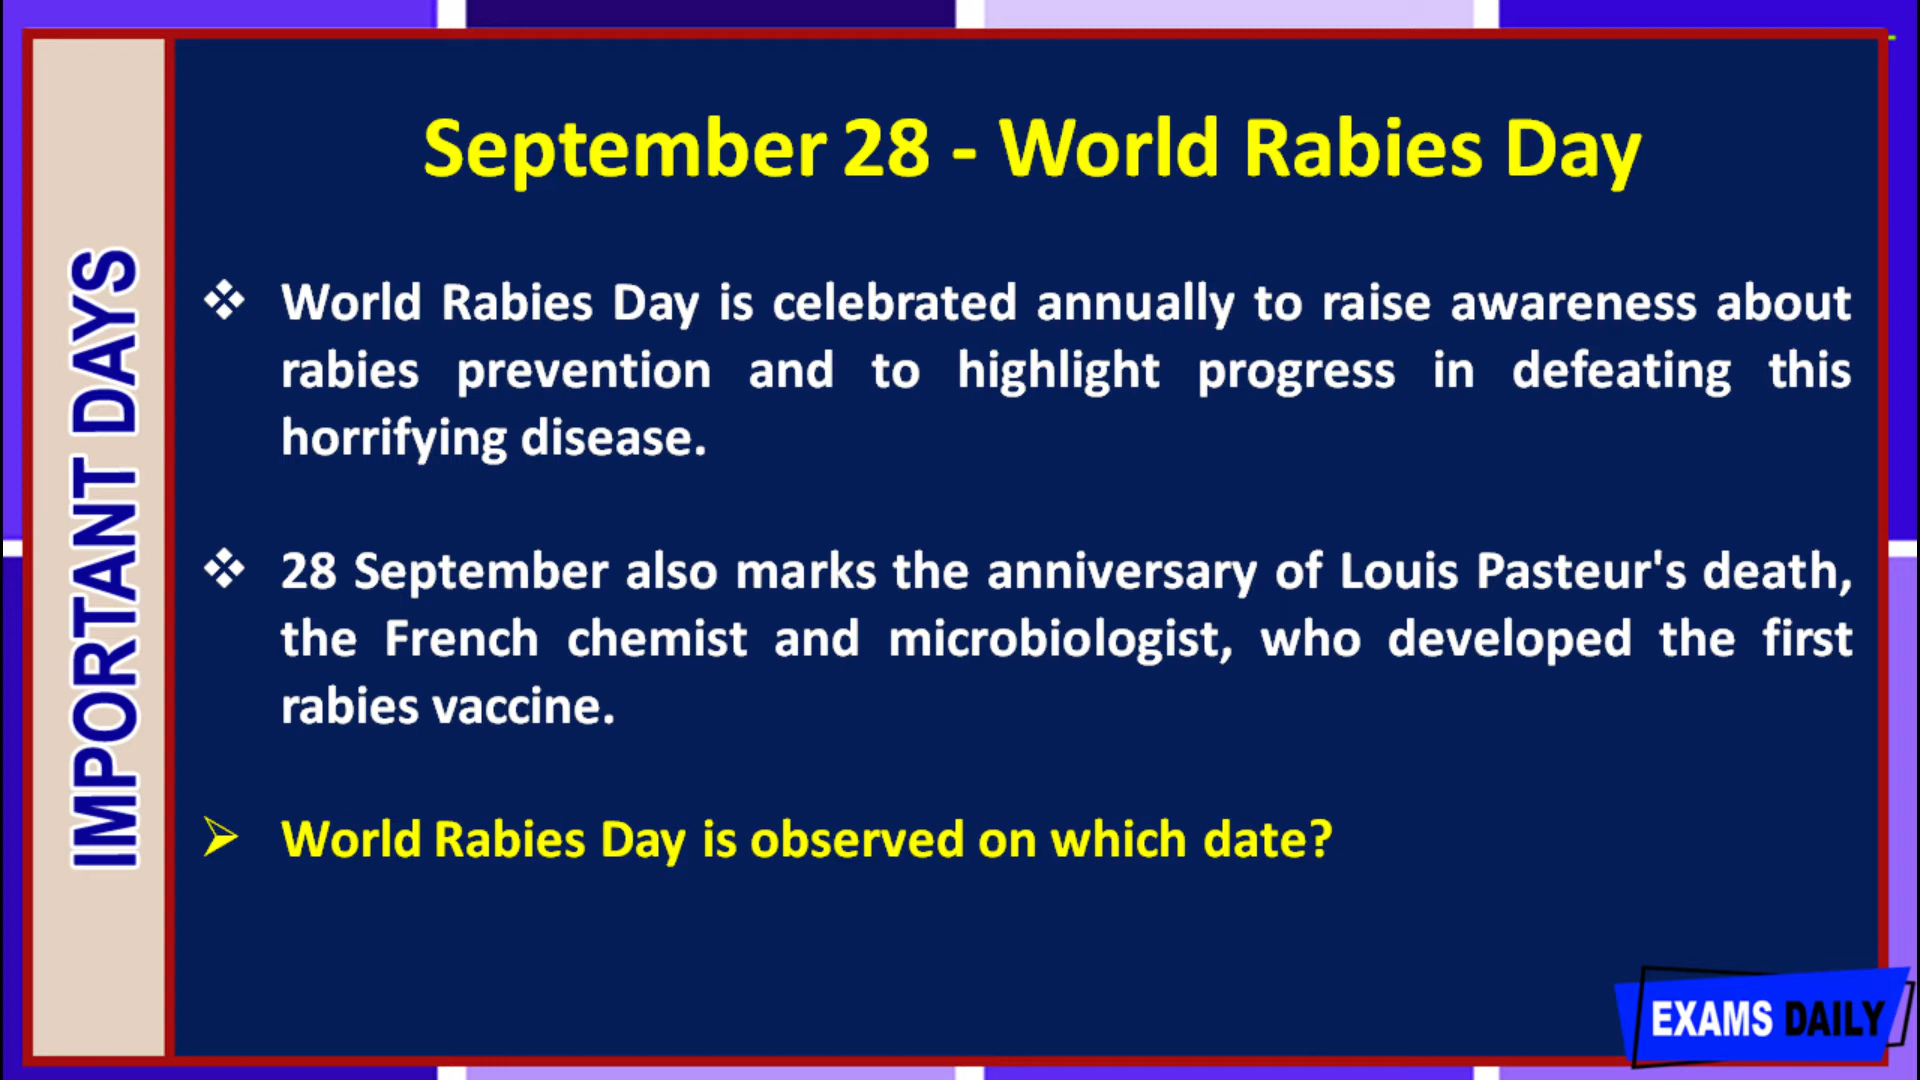 September 28 - World Rabies Day
IMPORTANT DAYS
World Rabies Day is celebrated annually to raise awareness about
rabies prevention and to highlight progress in defeating this
horrifying disease.
28 September also marks the anniversary of Louis Pasteur's death,
the French chemist and microbiologist, who developed the first
rabies vaccine.
World Rabies Day is observed on which date?
EXAMS DAILY